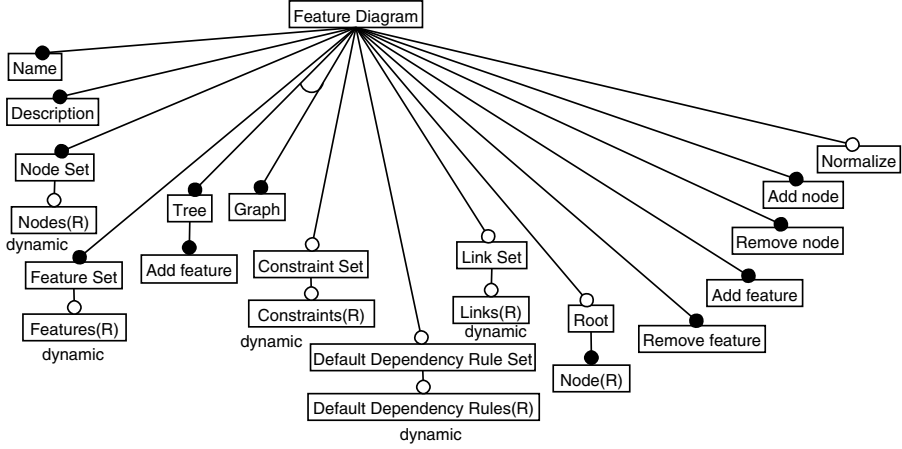 Feature Diagram
Name
Description
Node Set
Nodes(R)
dynamic
Feature Set
Features(R)
dynamic
Tree
Add feature
Graph
Constraint Set
Constraints(R)
dynamic
Default Dependency Rule Set
Default Dependency Rules(R)
dynamic
Link Set
Links(R)
dynamic
Root
Node(R)
Remove feature
Add feature
Remove node
Add node
Normalize